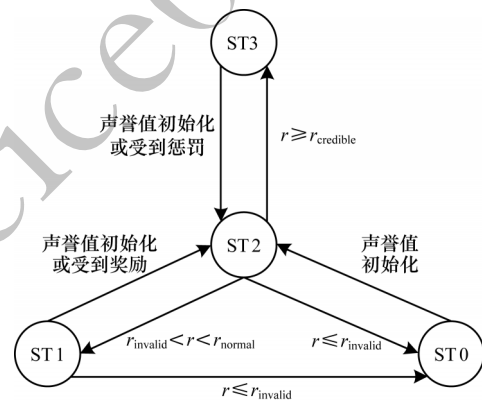 ST3
声誉值初始化
或受到惩罚
r≥r_credible
声誉值初始化
或受到奖励
ST2
声誉值
初始化
r_invalid<r<r_normal
r≤r_invalid
ST1
ST0
r≤r_invalid